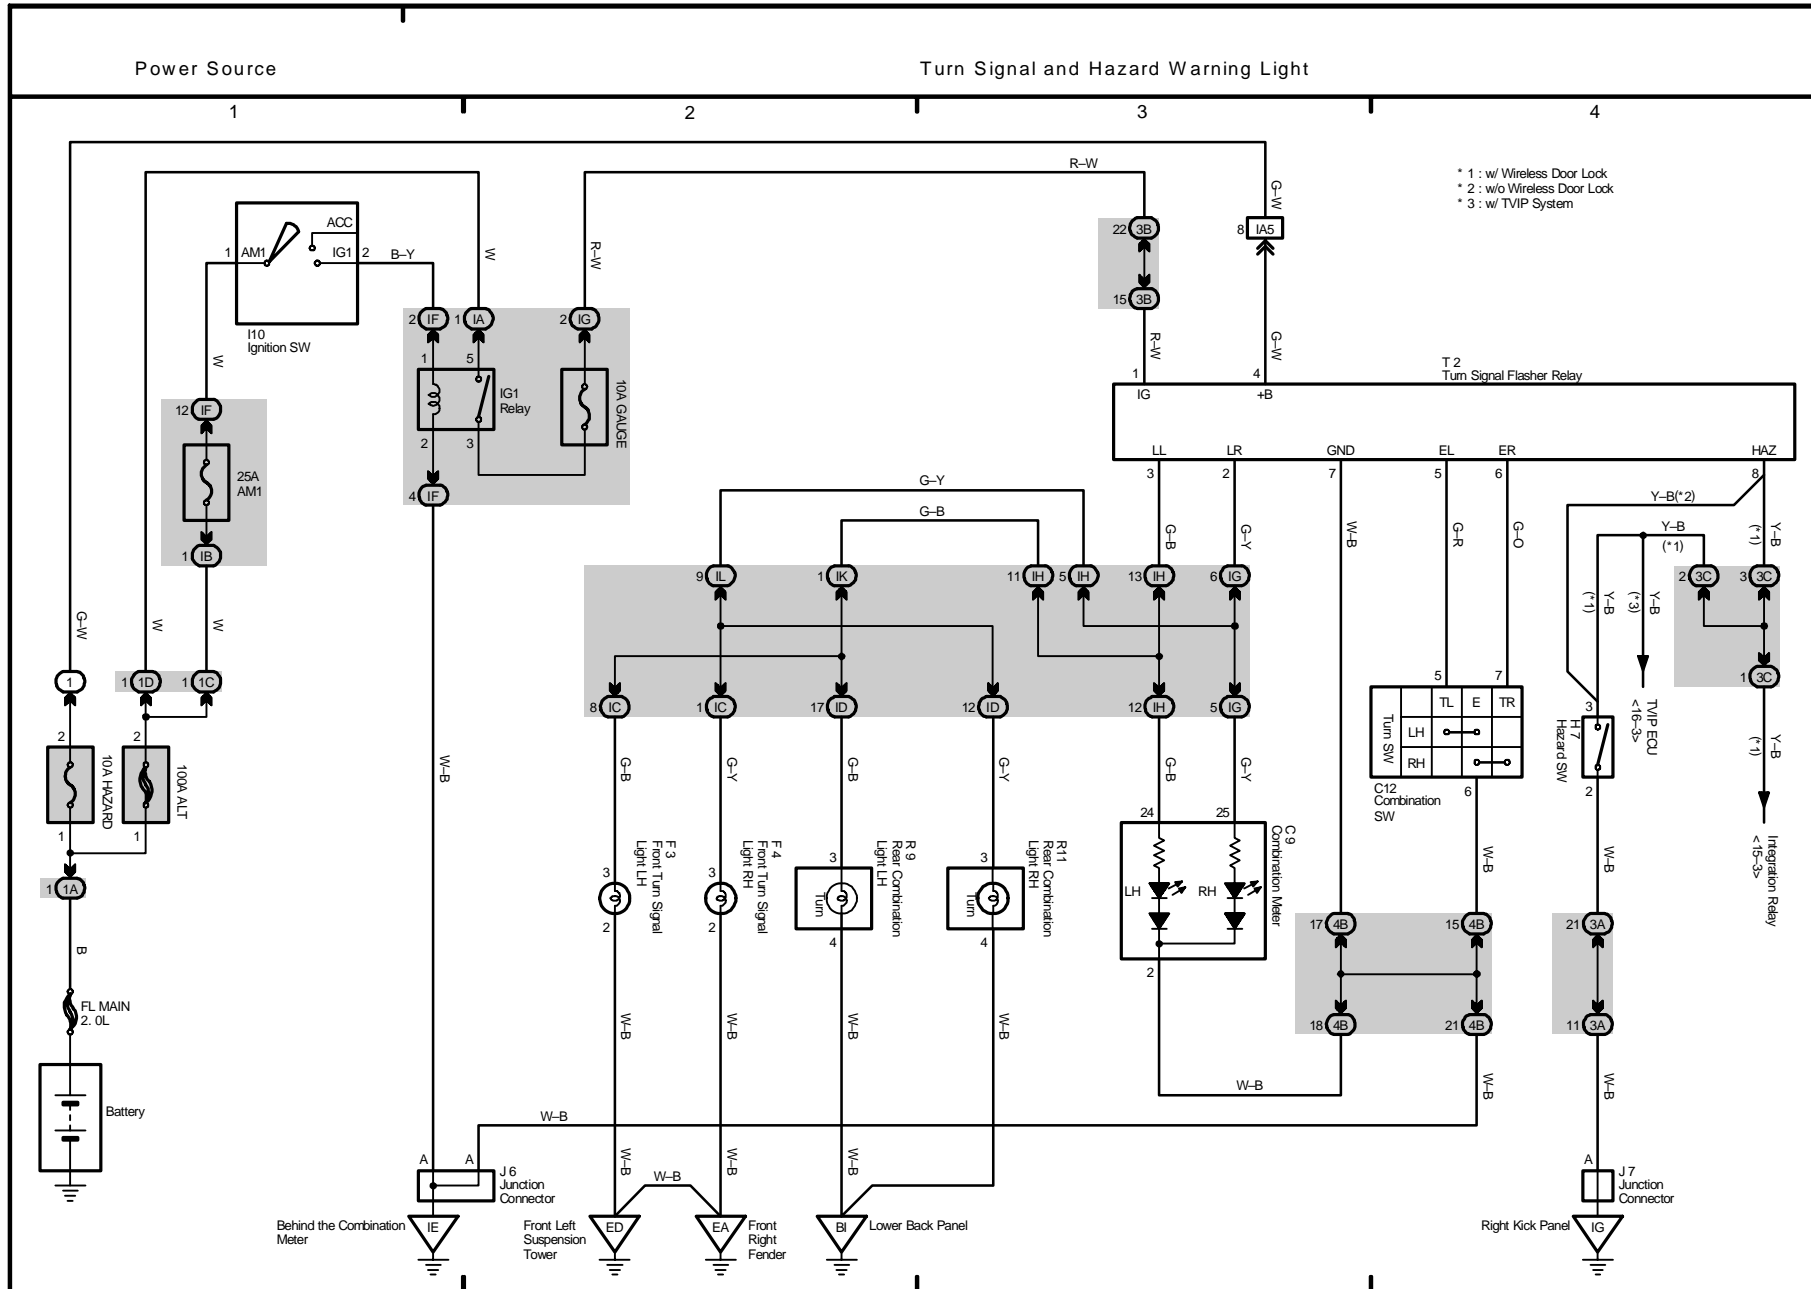 Power Source
Turn Signal and Hazard Warning Light
1
2
3
4
* 1 : w/ Wireless Door Lock
* 2 : w/o Wireless Door Lock
* 3 : w/ TVIP System
R–W
G–W
8 IA5
22 3B
15 3B
R–W
G–W
ACC
1 AM1
IG1 2
B–Y
I10
Ignition SW
W
W
R–W
2 IF
1 IA
2 IG
1
5
IG1
Relay
10A GAUGE
2
3
4 IF
12 IF
25A
AM1
1 IB
W
W
G–W
1
1 1D
1 1C
2
2
10A HAZARD
100A ALT
1
1
1 1A
B
FL MAIN
2. 0L
Battery
T 2
Turn Signal Flasher Relay
1
4
IG
+B
LL
LR
GND
EL
ER
HAZ
3
2
7
5
6
8
G–Y
G–B
G–B
G–Y
W–B
G–R
G–O
Y–B(*2)
Y–B
(*1)
Y–B
(*1)
9 IL
1 IK
11 IH
5 IH
13 IH
6 IG
2 3C
3 3C
Y–B
(*1)
Y–B
(*3)
1 3C
8 IC
1 IC
17 ID
12 ID
12 IH
5 IG
5
7
TL E TR
Turn SW
LH
RH
C12
Combination
SW
6
3
H 7
Hazard SW
2
TVIP ECU
<16–3>
Y–B
(*1)
Integration Relay
<15–3>
W–B
G–B
G–Y
G–B
G–Y
G–B
G–Y
3
F 3
Front Turn Signal
Light LH
2
3
F 4
Front Turn Signal
Light RH
2
3
R 9
Rear Combination
Light LH
Turn
4
3
R11
Rear Combination
Light RH
Turn
4
24
25
C 9
Combination Meter
LH
RH
2
W–B
W–B
17 4B
15 4B
21 3A
18 4B
21 4B
11 3A
W–B
W–B
W–B
W–B
W–B
W–B
W–B
W–B
W–B
W–B
W–B
W–B
A
A
J 6
Junction
Connector
A
J 7
Junction
Connector
Behind the Combination
Meter
IE
Front Left
Suspension
Tower
ED
EA
Front
Right
Fender
BI
Lower Back Panel
Right Kick Panel
IG